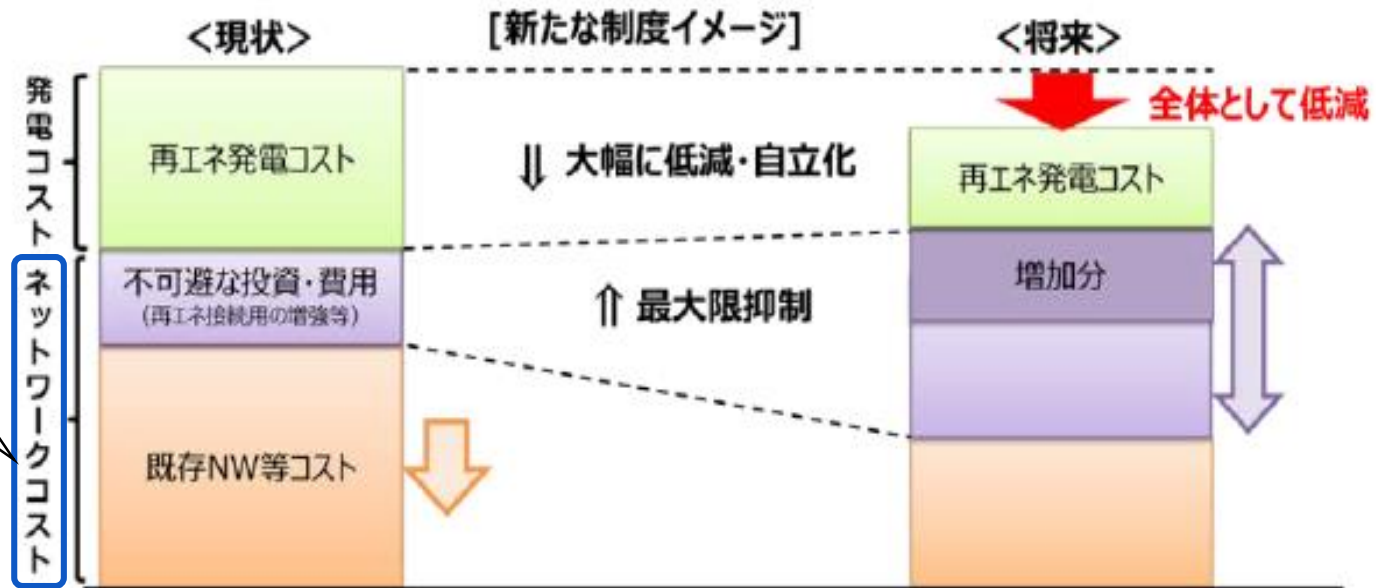 [新たな制度イメージ]
<現状>
<将来>
発電コスト
再エネ発電コスト
⇓ 大幅に低減・自立化
全体として低減
再エネ発電コスト
ネットワークコスト
不可避な投資・費用
(再エネ接続用の増強等)
⇑ 最大限抑制
増加分
既存NW等コスト